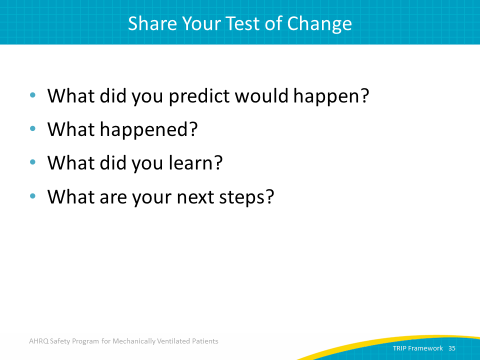 Share Your Test of Change
• What did you predict would happen?
• What happened?
• What did you learn?
• What are your next steps?
AHRQ Safety Program for Mechanically Ventilated Patients
TRIP Framework 35